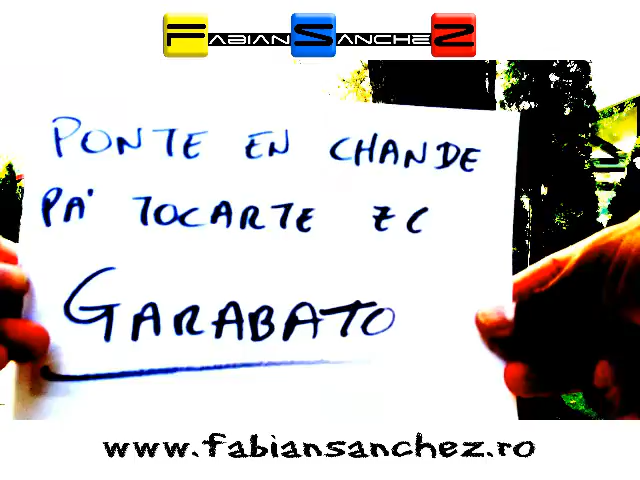 FABIANSANCHEZ
PONTE EN CHANDE
PA' TOCARTE EL
GARABATO
www.fabiansanchez.ro